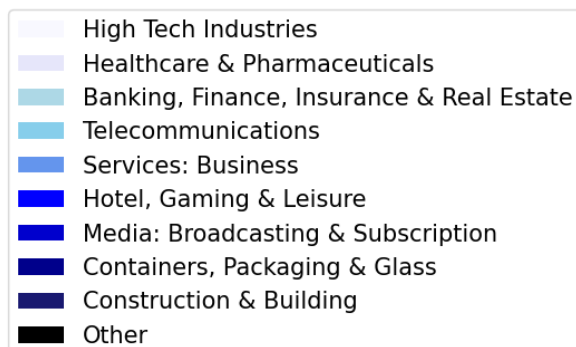 High Tech Industries
Healthcare & Pharmaceuticals
Banking, Finance, Insurance & Real Estate
Telecommunications
Services: Business
Hotel, Gaming & Leisure
Media: Broadcasting & Subscription
Containers, Packaging & Glass
Construction & Building
Other